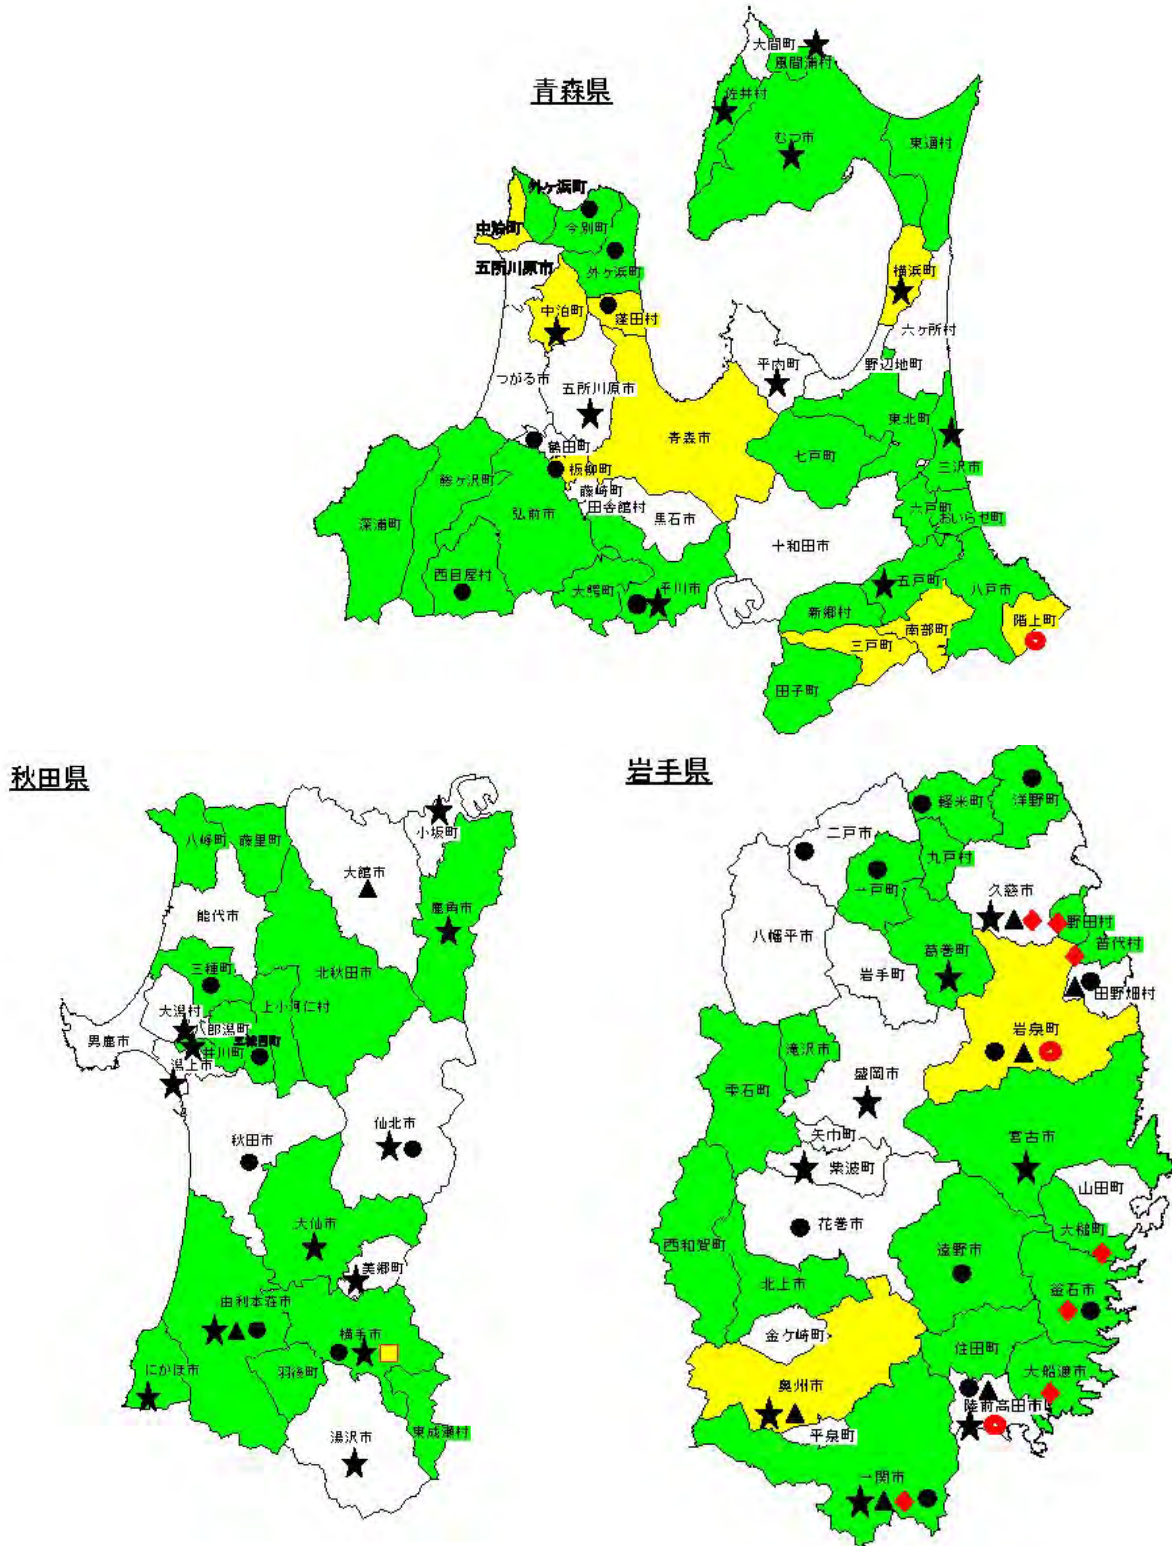 青森県
大間町
風間浦村
佐井村
むつ市
東通村
外ヶ浜町
今別町
中泊町
五所川原市
外ヶ浜町
横浜町
中泊町
蓬田村
六ヶ所村
平内町
野辺地町
つがる市
五所川原市
東北町
青森市
鶴田町
七戸町
三沢市
板柳町
鰺ヶ沢町
藤崎町
田舎館村
六戸町
弘前市
黒石市
おいらせ町
深浦町
十和田市
西目屋村
五戸町
大鰐町
平川市
八戸市
新郷村
階上町
南部町
三戸町
田子町
秋田県
小坂町
八峰町
藤里町
大館市
鹿角市
能代市
三種町
北秋田市
大潟村
上小阿仁村
八郎潟町
男鹿市
五城目町
井川町
潟上市
仙北市
秋田市
大仙市
美郷町
由利本荘市
横手市
にかほ市
羽後町
東成瀬村
湯沢市
岩手県
軽米町
洋野町
二戸市
九戸村
一戸町
久慈市
野田村
八幡平市
葛巻町
普代村
岩手町
田野畑村
岩泉町
滝沢市
盛岡市
雫石町
矢巾町
宮古市
紫波町
山田町
花巻市
大槌町
西和賀町
遠野市
北上市
釜石市
金ケ崎町
住田町
大船渡市
奥州市
陸前高田市
平泉町
一関市